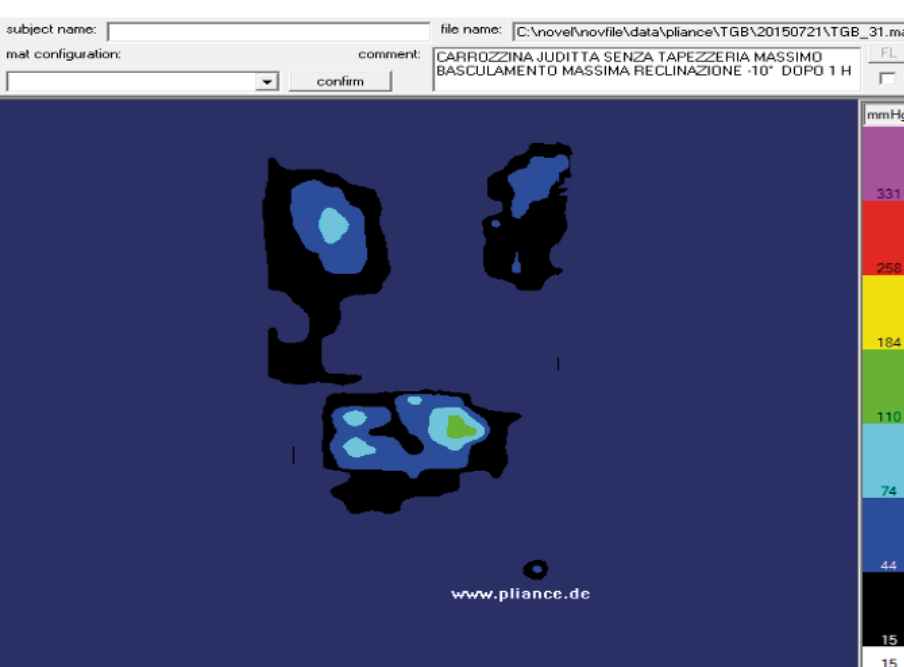 subject name:
file name: C:\novel\novfile\data\pliance\TGB\20150721\TGB_31.ma
mat configuration:
comment: CARROZZINA JUDITTA SENZA TAPEZZERIA MASSIMO
BASCULAMENTO MASSIMA RECLINAZIONE -10° DOPO 1 H
FL
confirm
mmHg
331
258
184
110
74
44
15
15
www.pliance.de